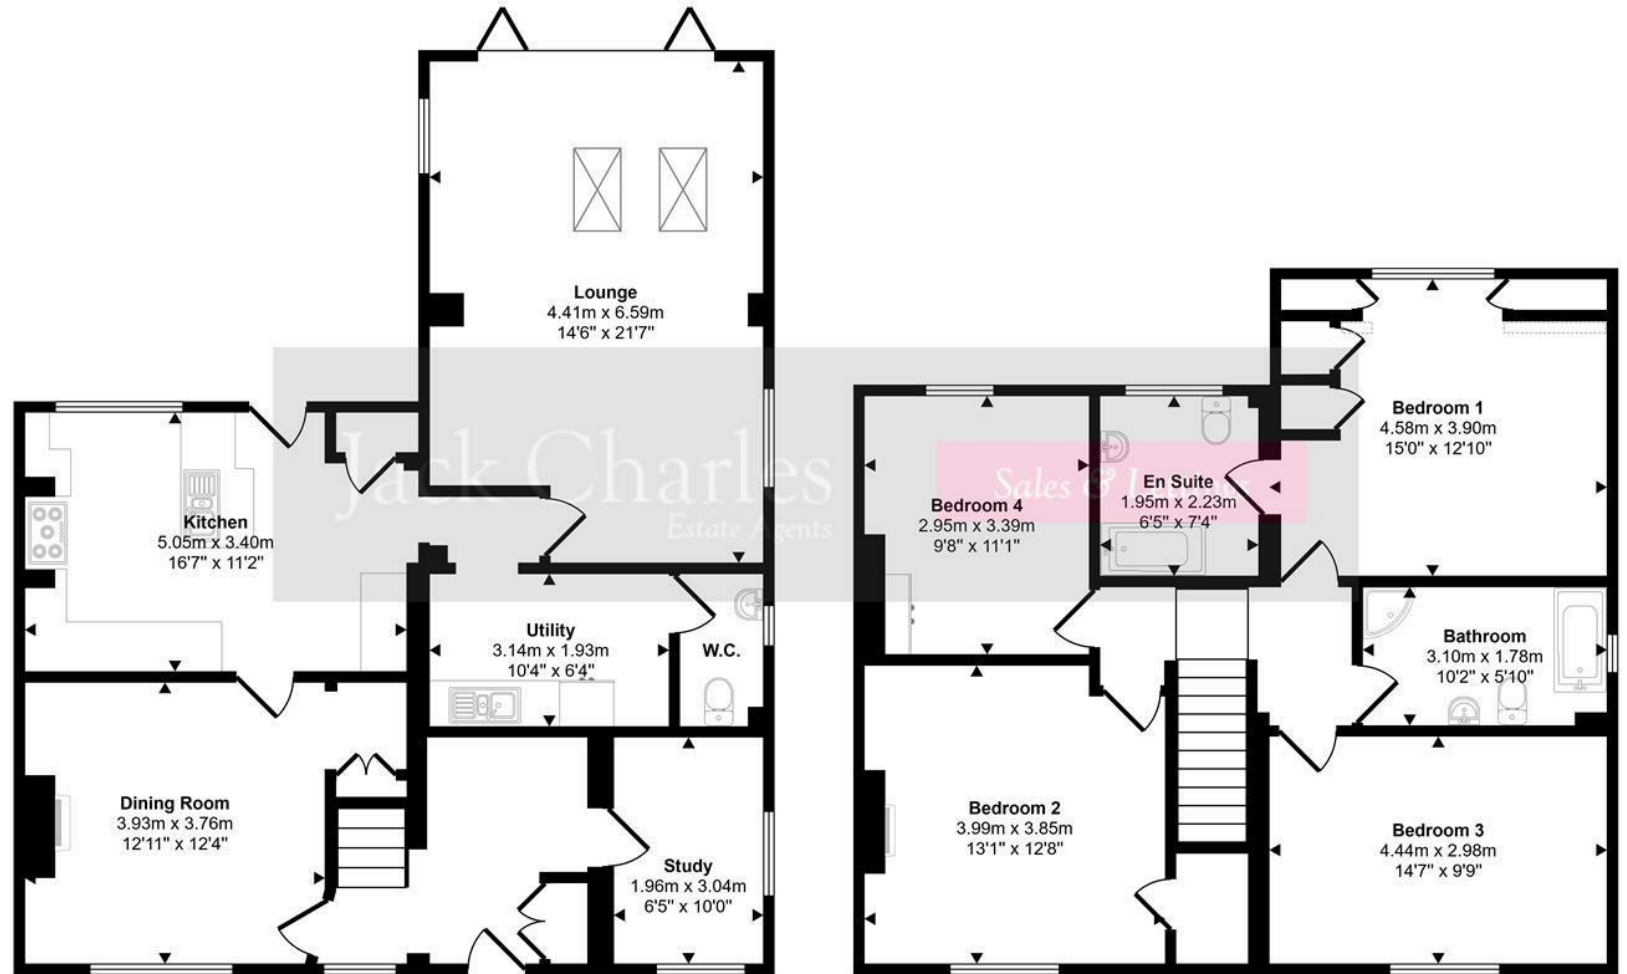 Lounge
4.41m x 6.59m
14'6" x 21'7"
Kitchen
5.05m x 3.40m
16'7" x 11'2"
Utility
3.14m x 1.93m
10'4" x 6'4"
W.C.
Dining Room
3.93m x 3.76m
12'11" x 12'4"
Study
1.96m x 3.04m
6'5" x 10'0"
Bedroom 1
4.58m x 3.90m
15'0" x 12'10"
En Suite
1.95m x 2.23m
6'5" x 7'4"
Bedroom 4
2.95m x 3.39m
9'8" x 11'1"
Bathroom
3.10m x 1.78m
10'2" x 5'10"
Bedroom 2
3.99m x 3.85m
13'1" x 12'8"
Bedroom 3
4.44m x 2.98m
14'7" x 9'9"
Jack Charles
Estate Agents
Sales &